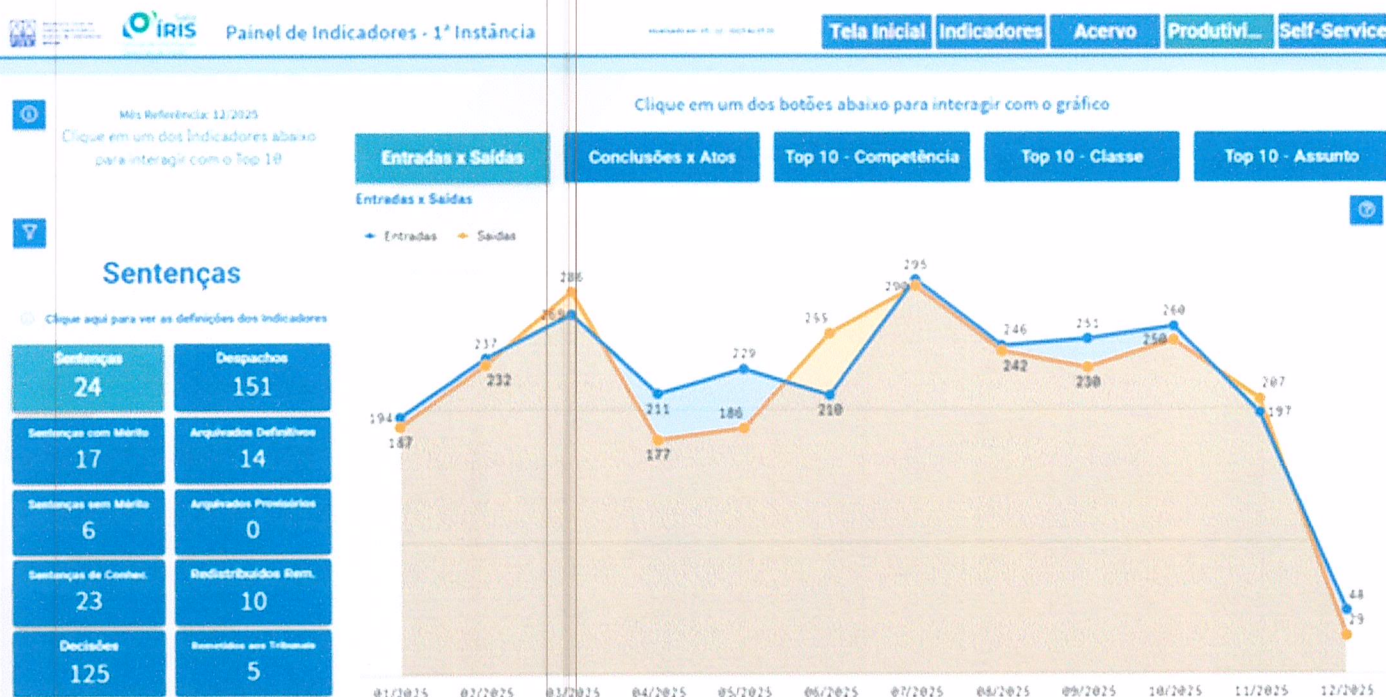 ÍRIS
Painel de Indicadores - 1ª Instância
Tela Inicial
Indicadores
Acervo
Produtivi...
Self-Service
Mês Referência: 12/2025
Clique em um dos Indicadores abaixo
para interagir com o Top 10
Clique em um dos botões abaixo para interagir com o gráfico
Entradas x Saídas
Conclusões x Atos
Top 10 - Competência
Top 10 - Classe
Top 10 - Assunto
Entradas x Saídas
Entradas
Saídas
Sentenças
Clique aqui para ver as definições dos Indicadores
Sentenças
24
Despachos
151
Sentenças com Mérito
17
Arquivados Definitivos
14
Sentenças sem Mérito
6
Arquivados Provisórios
0
Sentenças de Conhec.
23
Redistribuídos Rem.
10
Decisões
125
Remetidos aos Tribunais
5
194
187
237
232
286
269
211
177
229
186
210
295
290
246
242
251
230
260
250
207
197
48
29
01/2025
02/2025
03/2025
04/2025
05/2025
06/2025
07/2025
08/2025
09/2025
10/2025
11/2025
12/2025